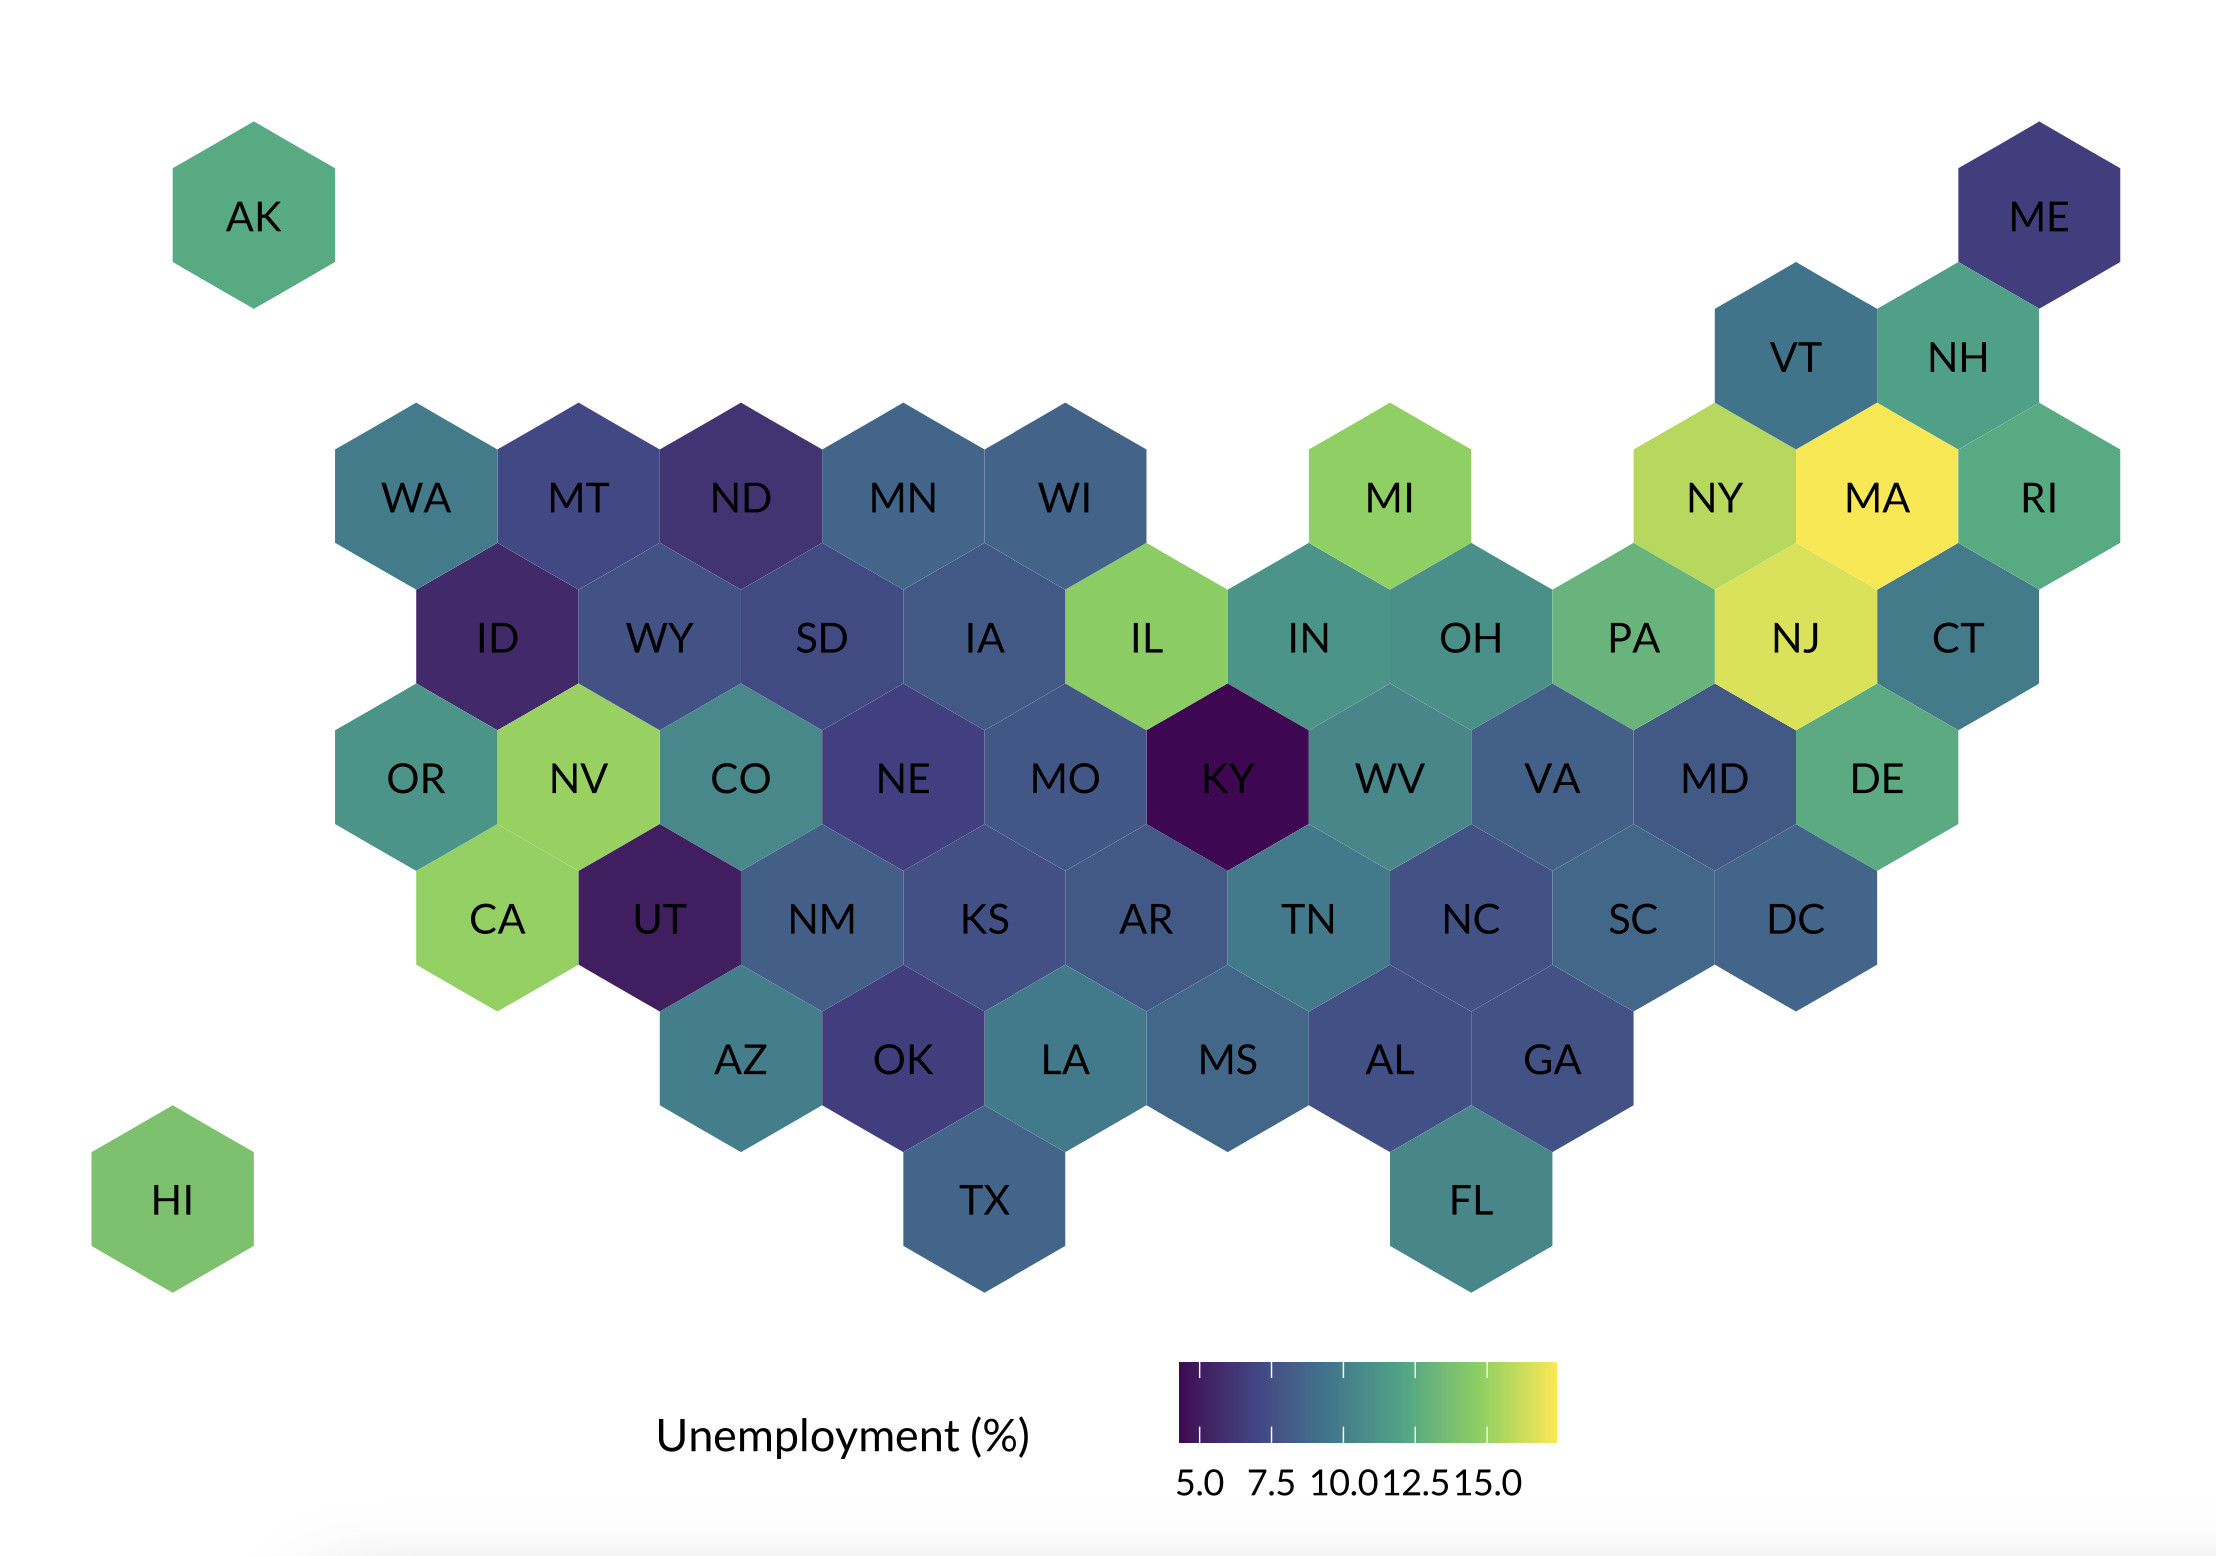 AK
ME
VT NH
WA MT ND MN WI MI NY MA RI
ID WY SD IA IL IN OH PA NJ CT
OR NV CO NE MO KY WV VA MD DE
CA UT NM KS AR TN NC SC DC
AZ OK LA MS AL GA
HI TX FL
Unemployment (%)
5.0 7.5 10.0 12.5 15.0